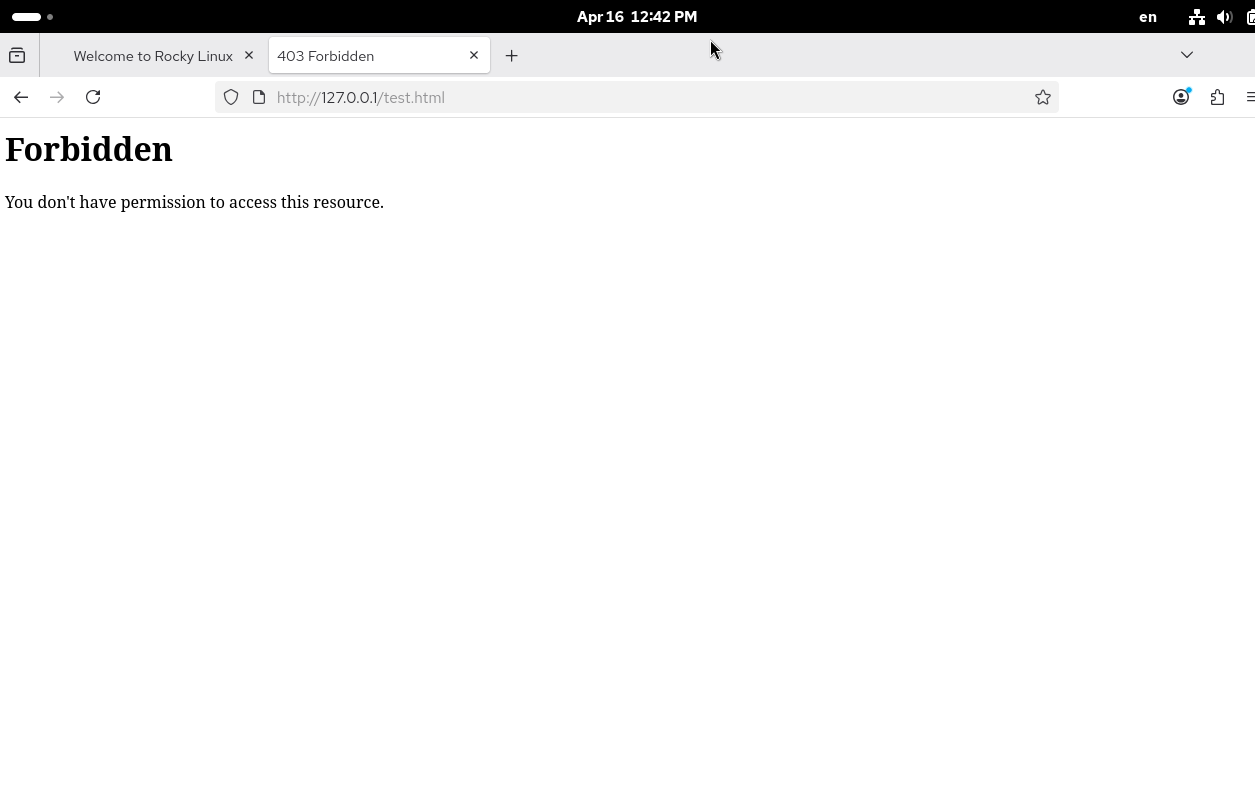 Apr 16 12:42 PM
en
Welcome to Rocky Linux
403 Forbidden
http://127.0.0.1/test.html
Forbidden
You don't have permission to access this resource.